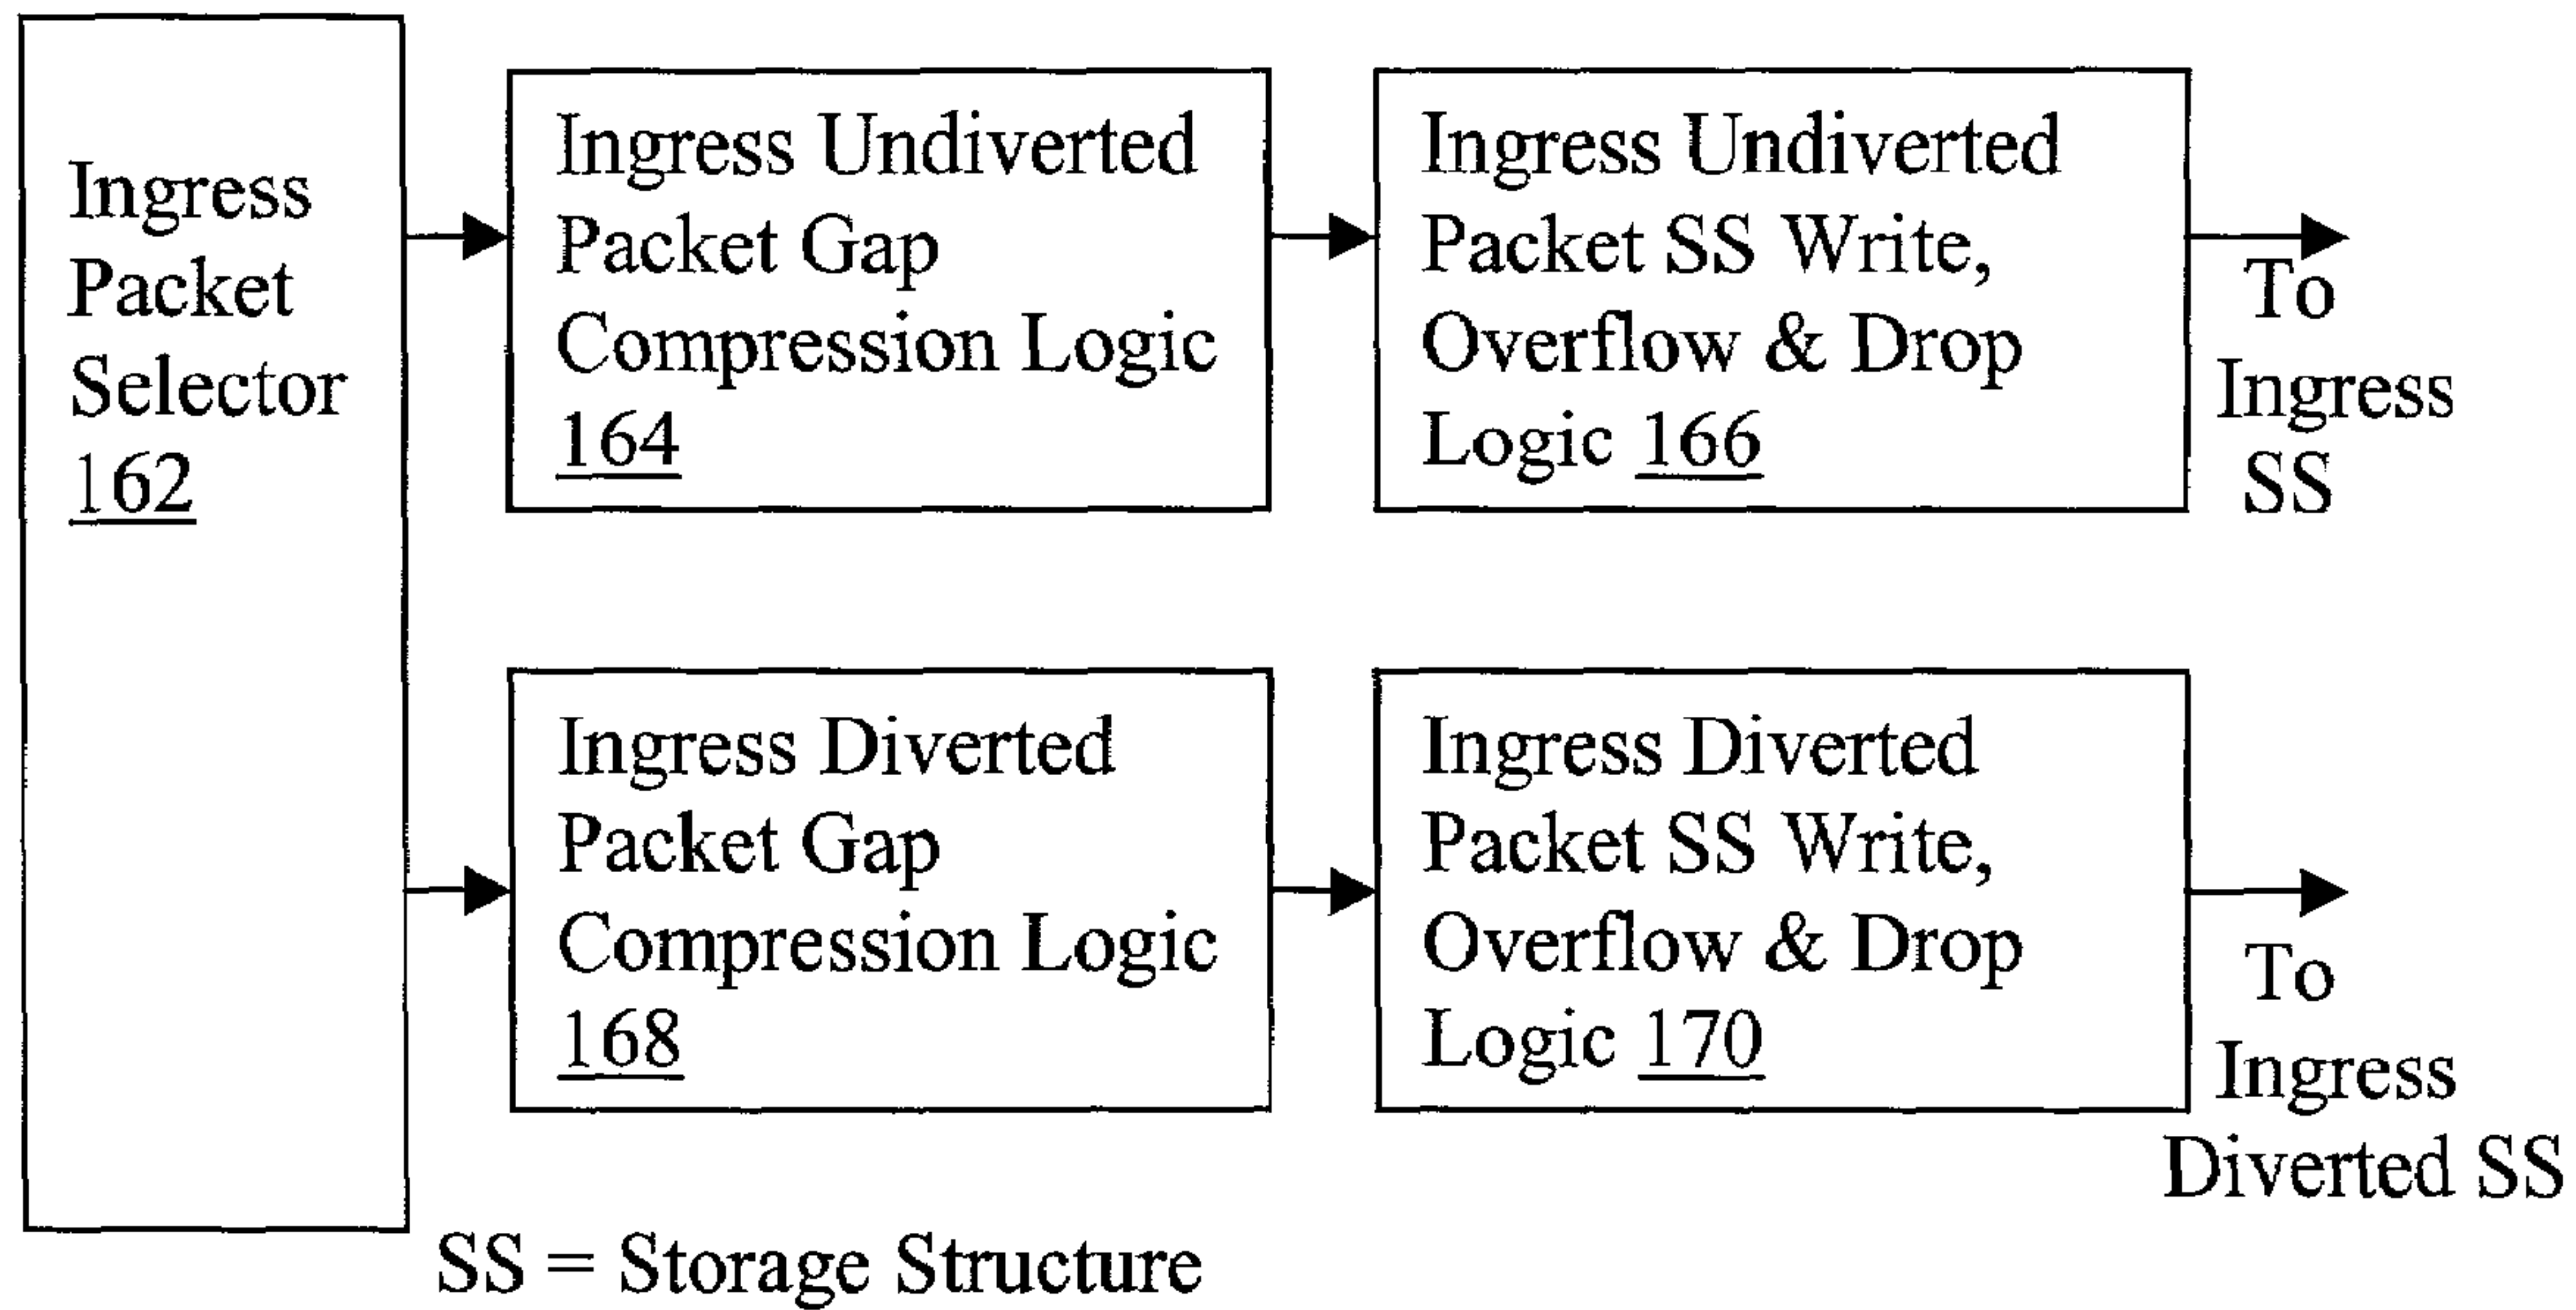 Ingress
Packet
Selector
162
Ingress Undiverted
Packet Gap
Compression Logic
164
Ingress Undiverted
Packet SS Write,
Overflow & Drop
Logic 166
To
Ingress
SS
Ingress Diverted
Packet Gap
Compression Logic
168
Ingress Diverted
Packet SS Write,
Overflow & Drop
Logic 170
To
Ingress
Diverted SS
SS = Storage Structure